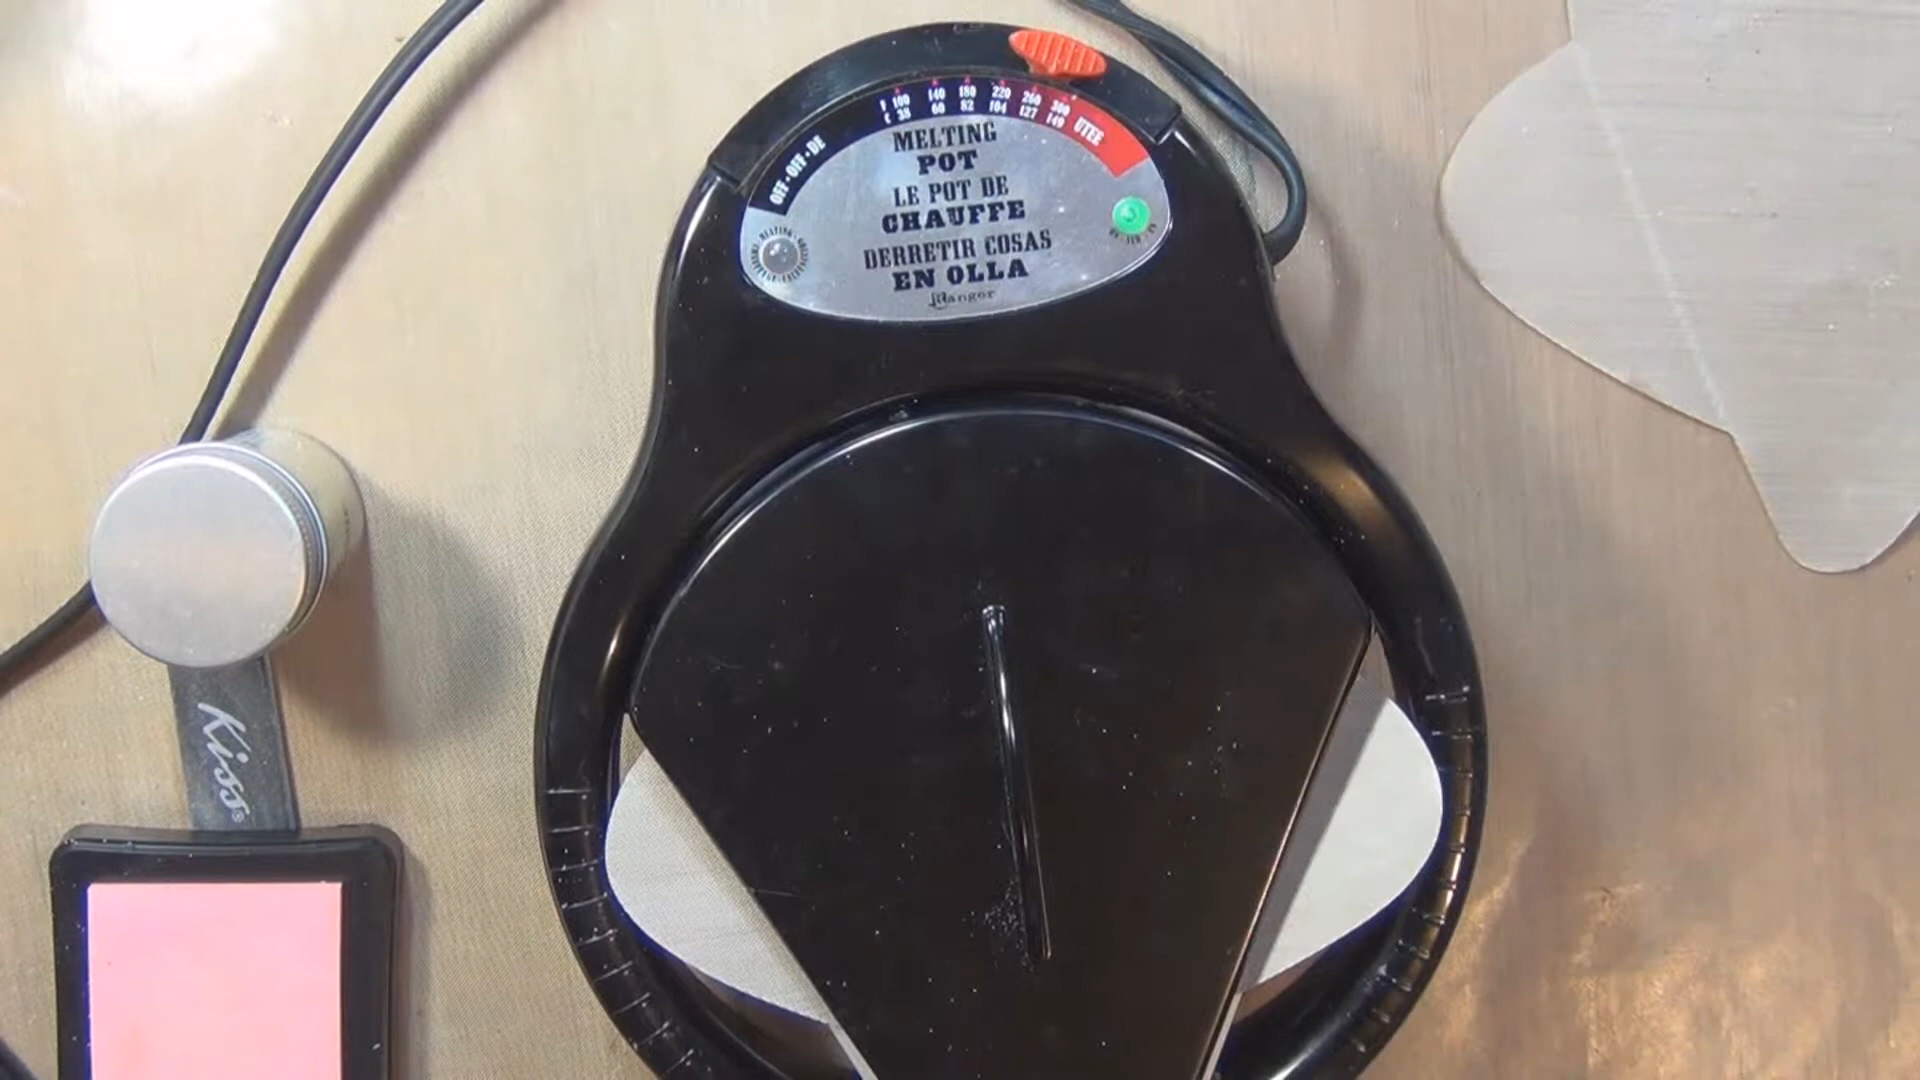 F 100 140 180 220 260 300
C 38 60 82 104 127 149
UTEE
OFF • OFF • DE
MELTING
POT
LE POT DE
CHAUFFE
DERRETIR COSAS
EN OLLA
Ranger
Kiss®